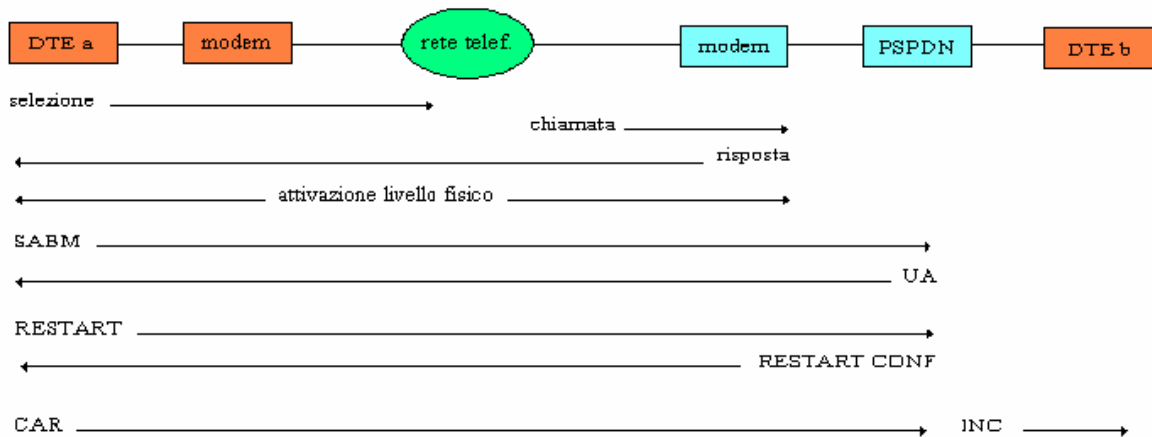 DTE a modem rete telef. modem PSPDN DTE b
selezione
chiamata
risposta
attivazione livello fisico
SABM
UA
RESTART
RESTART CONF
CAR INC